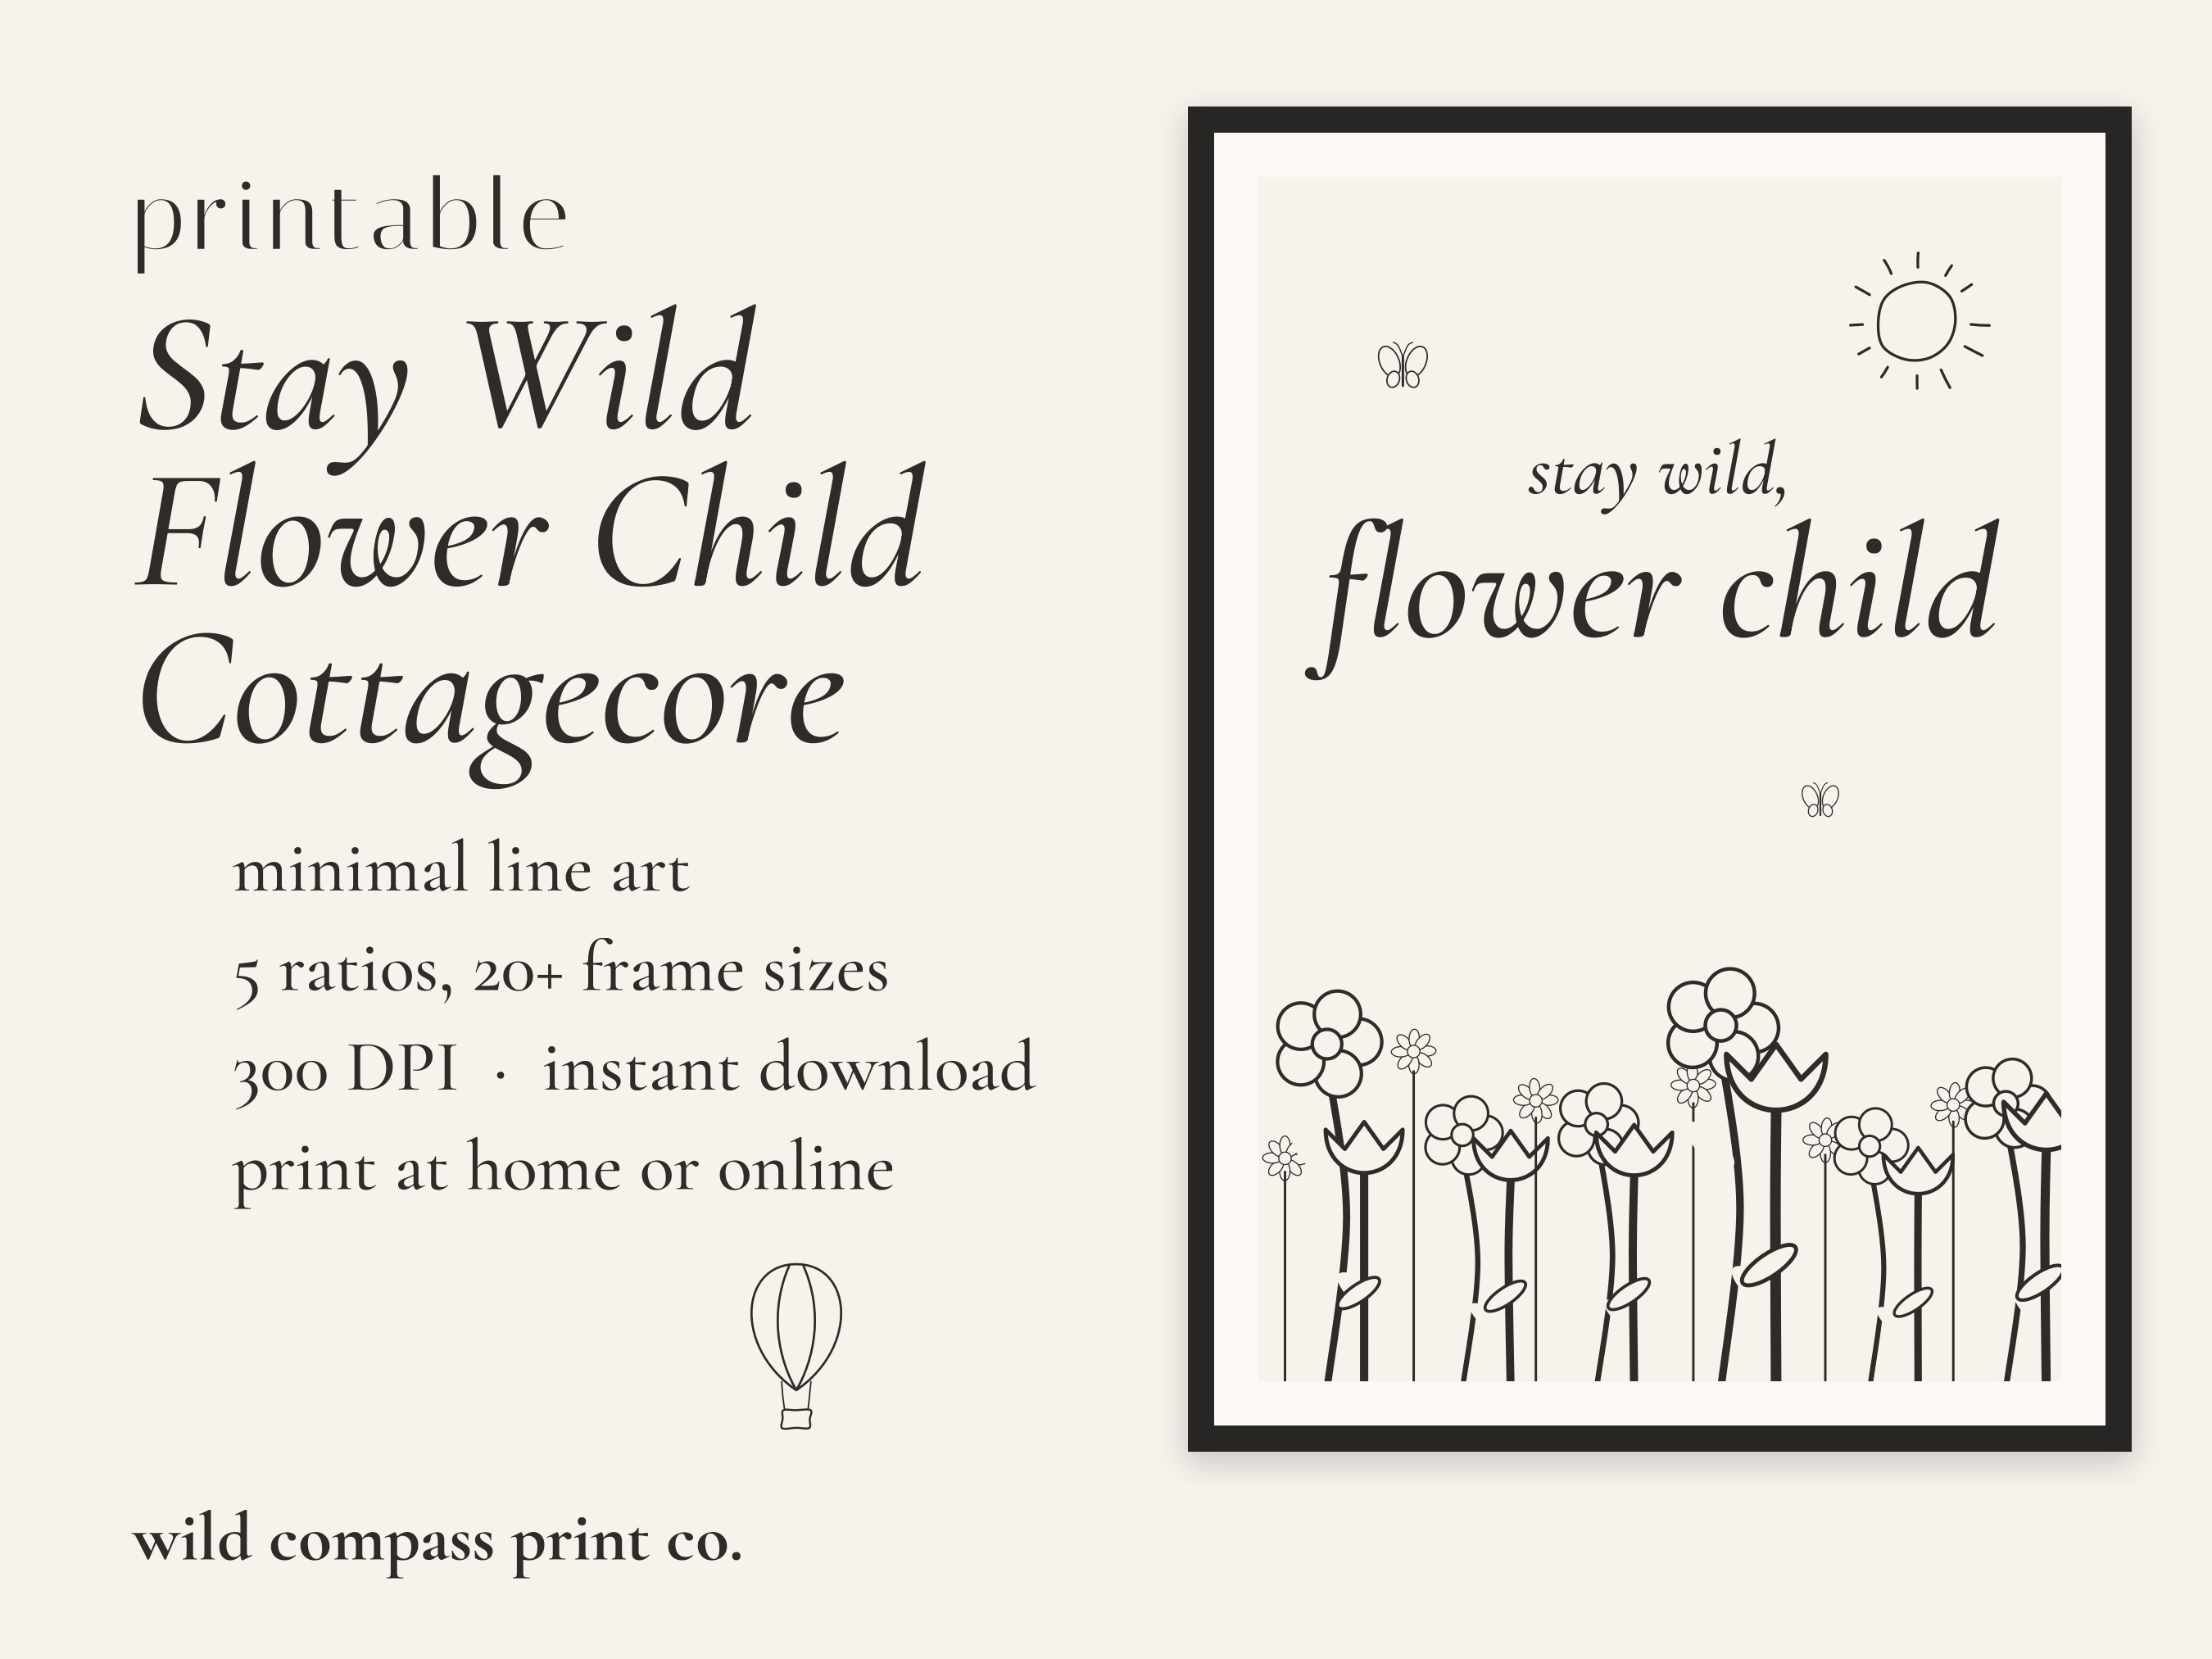 printable
Stay Wild
Flower Child
Cottagecore
minimal line art
5 ratios, 20+ frame sizes
300 DPI · instant download
print at home or online
wild compass print co.
stay wild,
flower child